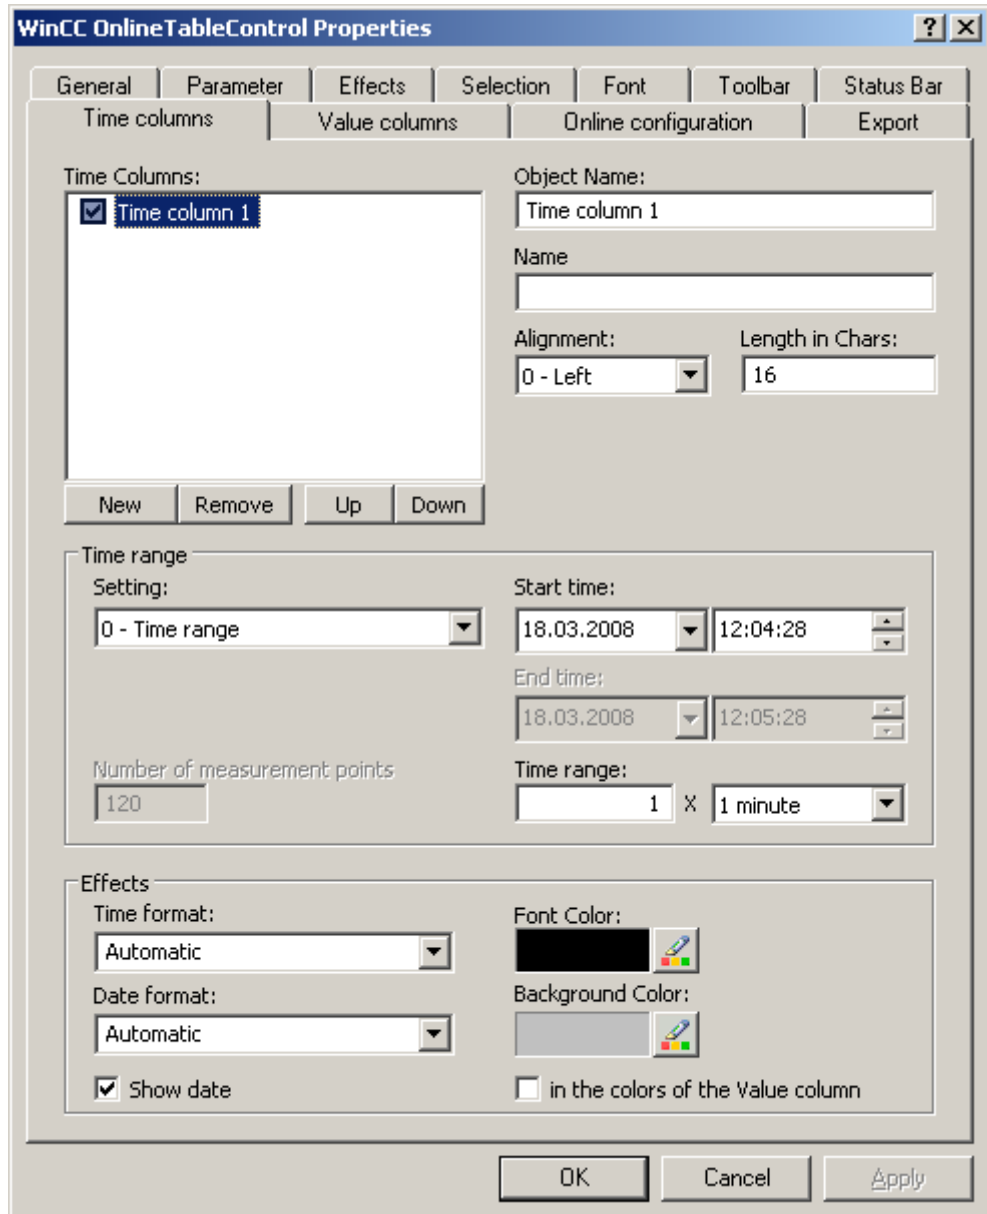 WinCC OnlineTableControl Properties
General Parameter Effects Selection Font Toolbar Status Bar
Time columns Value columns Online configuration Export
Time Columns:
Time column 1
New Remove Up Down
Object Name:
Time column 1
Name
Alignment: Length in Chars:
0 - Left 16
Time range
Setting:
0 - Time range
Start time:
18.03.2008 12:04:28
End time:
18.03.2008 12:05:28
Number of measurement points
120
Time range:
1 X 1 minute
Effects
Time format:
Automatic
Date format:
Automatic
Show date
Font Color:
Background Color:
in the colors of the Value column
OK Cancel Apply